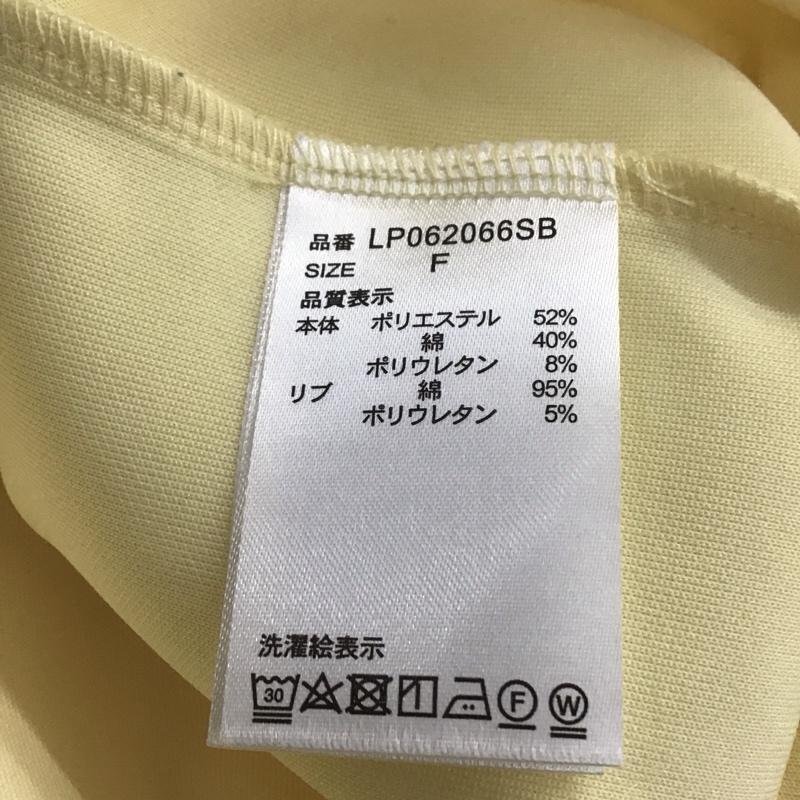 品番 LP062066SB
SIZE F
品質表示
本体 ポリエステル 52%
綿 40%
ポリウレタン 8%
リブ 綿 95%
ポリウレタン 5%
洗濯絵表示
30 F W